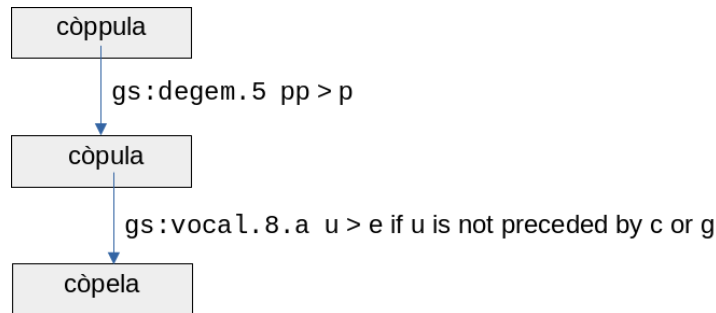 còppula
gs:degem.5 pp > p
còpula
gs:vocal.8.a u > e if u is not preceded by c or g
còpela